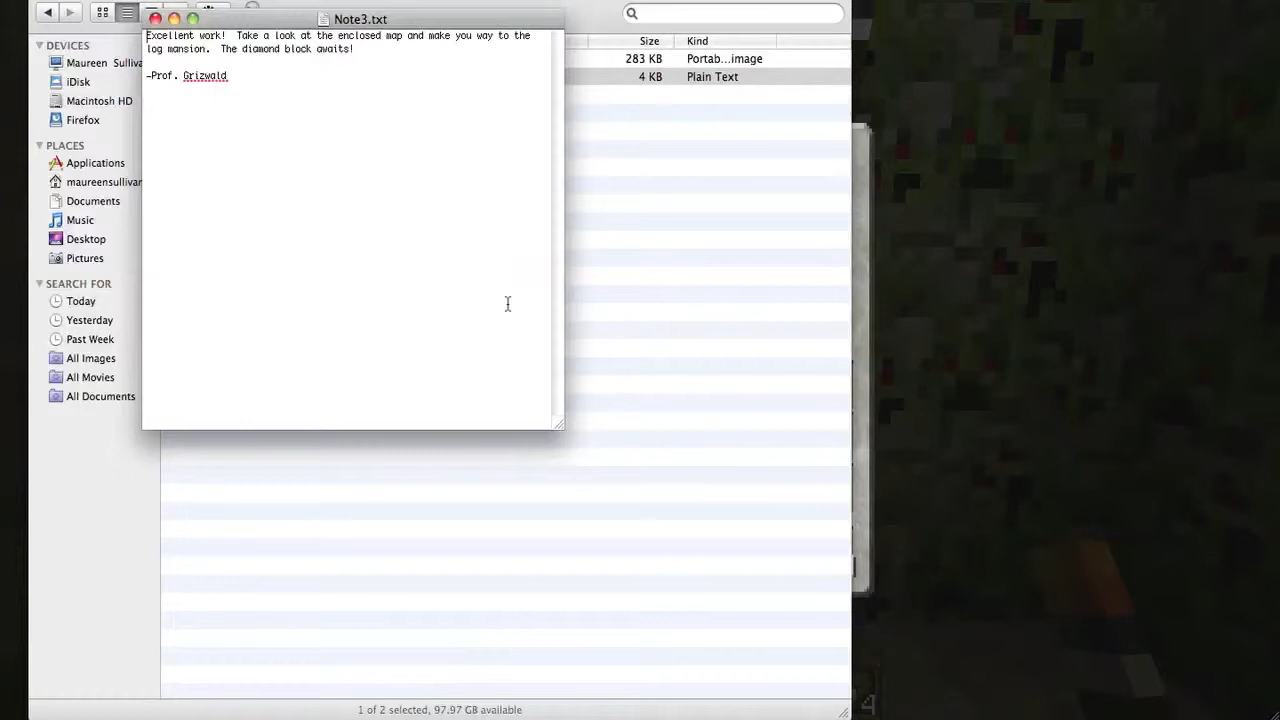 Note3.txt
Excellent work! Take a look at the enclosed map and make you way to the
log mansion. The diamond block awaits!
-Prof. Grizwald
Size
Kind
283 KB
Portab...image
4 KB
Plain Text
DEVICES
Maureen Sulliva
iDisk
Macintosh HD
Firefox
PLACES
Applications
maureensullivan
Documents
Music
Desktop
Pictures
SEARCH FOR
Today
Yesterday
Past Week
All Images
All Movies
All Documents
1 of 2 selected, 97.97 GB available
4